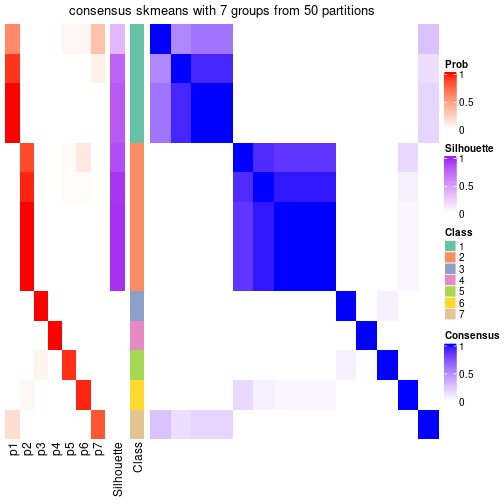 consensus skmeans with 7 groups from 50 partitions
Prob
1
0.5
0
Silhouette
1
0.5
0
Class
1
2
3
4
5
6
7
Consensus
1
0.5
0
p1
p2
p3
p4
p5
p6
p7
Silhouette
Class